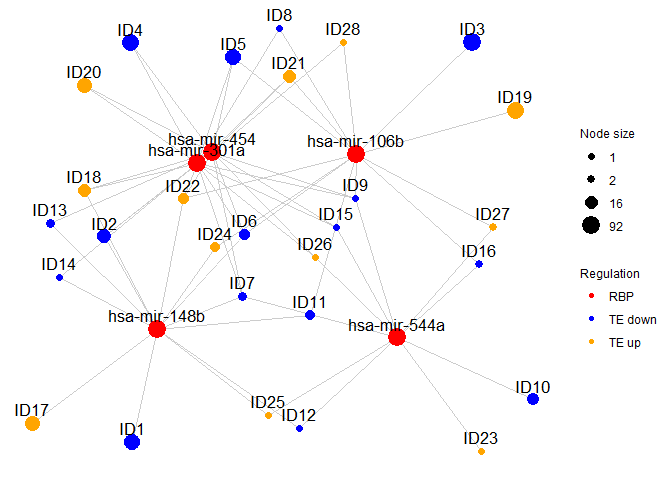 ID8
ID4
ID28
ID3
ID5
ID21
ID20
ID19
hsa-mir-454
hsa-mir-106b
hsa-mir-301a
ID18
ID22
ID9
ID13
ID2
ID6
ID15
ID27
ID24
ID26
ID16
ID14
ID7
ID11
hsa-mir-148b
hsa-mir-544a
ID25
ID10
ID17
ID12
ID1
ID23
Node size
1
2
16
92
Regulation
RBP
TE down
TE up